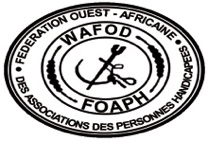 • FEDERATION OUEST - AFRICAINE •
WAFOD
FOAPH
DES ASSOCIATIONS DES PERSONNES HANDICAPEES